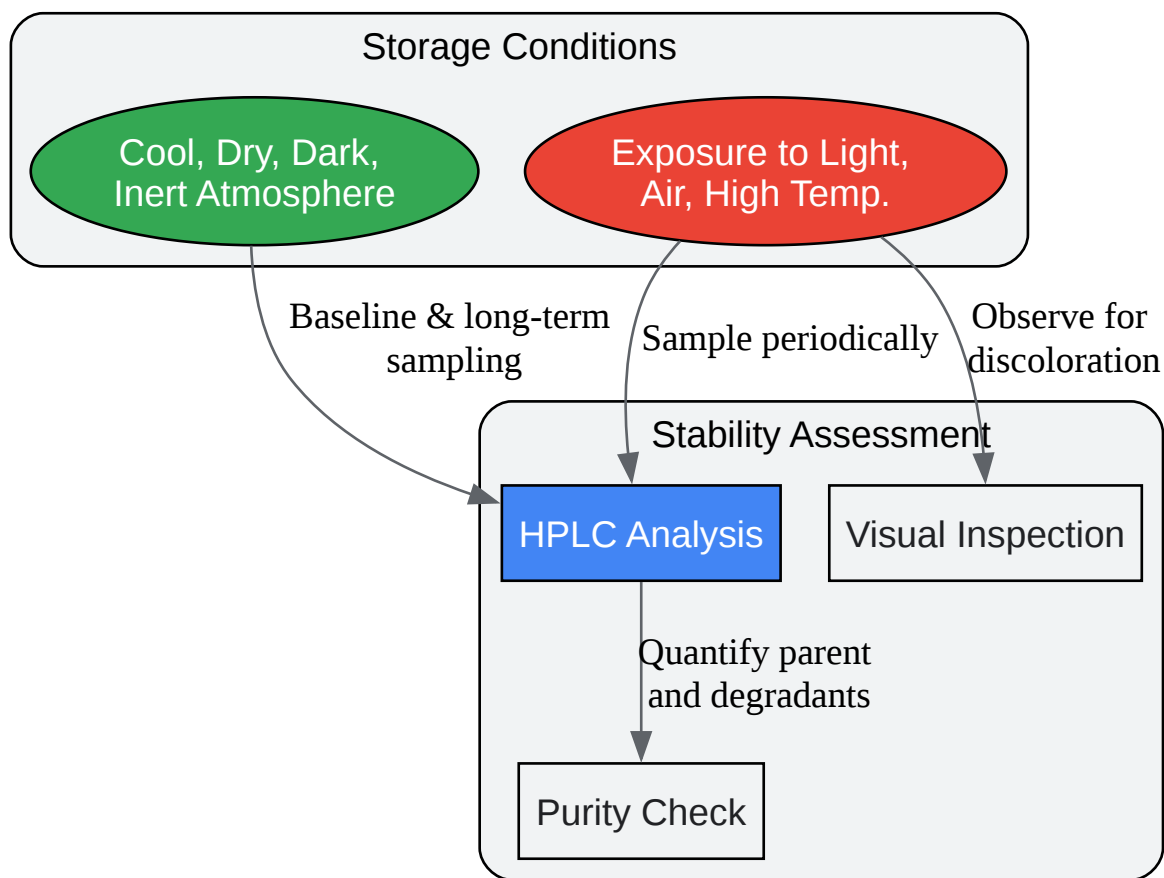 Storage Conditions
Cool, Dry, Dark,
Inert Atmosphere
Exposure to Light,
Air, High Temp.
Baseline & long-term
sampling
Sample periodically
Observe for
discoloration
Stability Assessment
HPLC Analysis
Visual Inspection
Quantify parent
and degradants
Purity Check